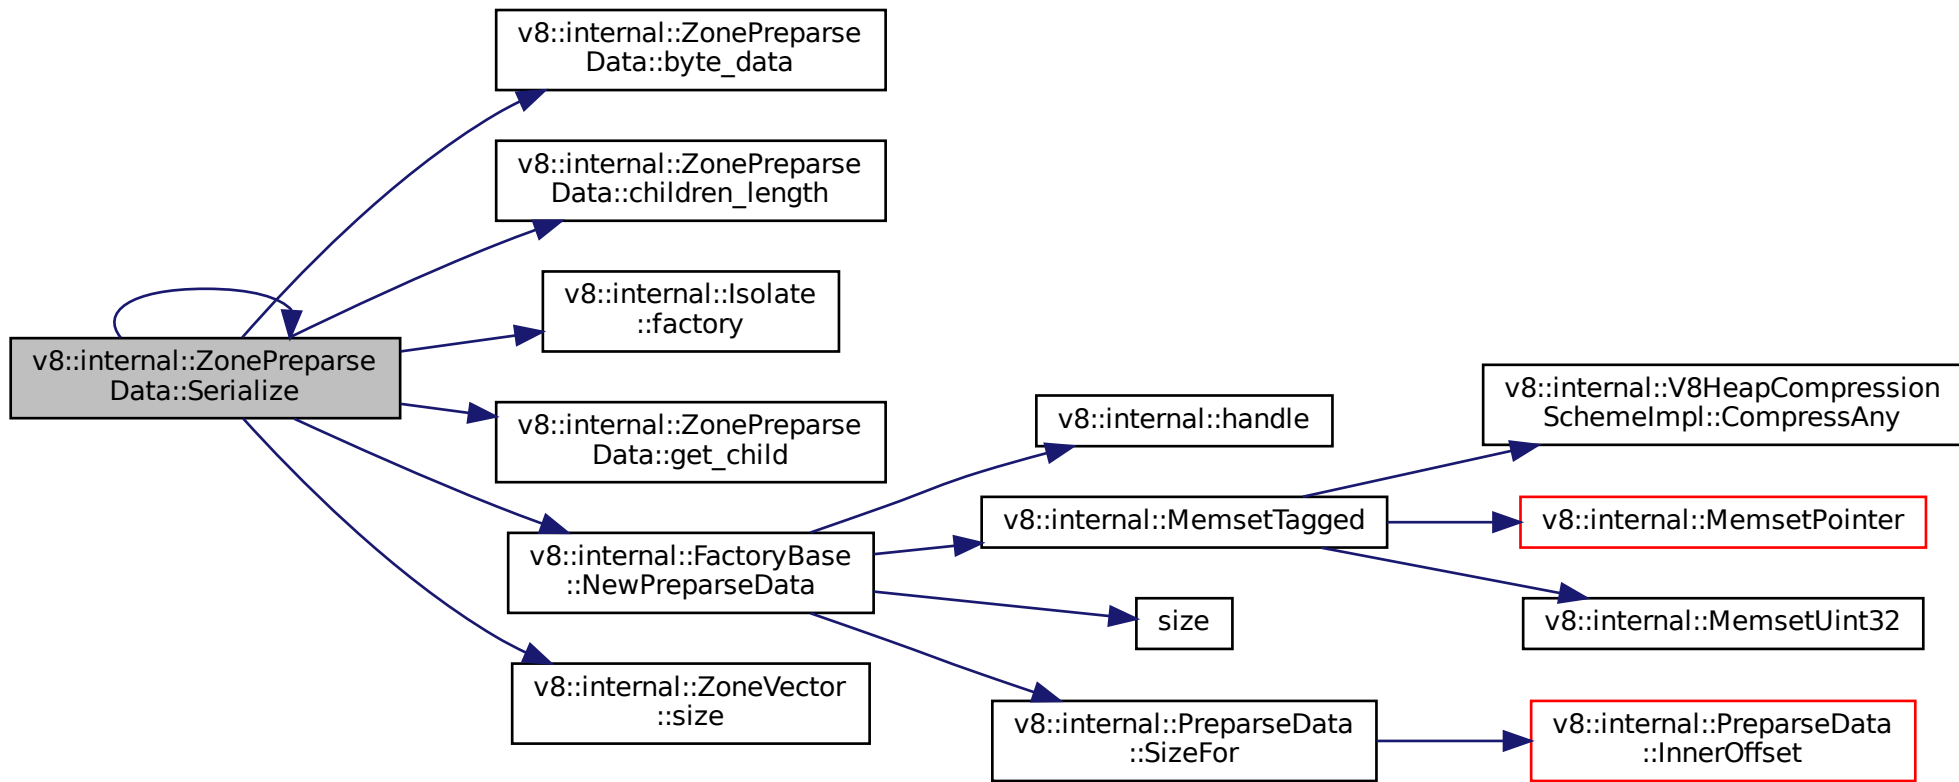 v8::internal::ZonePreparse
Data::Serialize
v8::internal::ZonePreparse
Data::byte_data
v8::internal::ZonePreparse
Data::children_length
v8::internal::Isolate
::factory
v8::internal::ZonePreparse
Data::get_child
v8::internal::FactoryBase
::NewPreparseData
v8::internal::ZoneVector
::size
v8::internal::handle
v8::internal::MemsetTagged
size
v8::internal::PreparseData
::SizeFor
v8::internal::V8HeapCompression
SchemeImpl::CompressAny
v8::internal::MemsetPointer
v8::internal::MemsetUint32
v8::internal::PreparseData
::InnerOffset